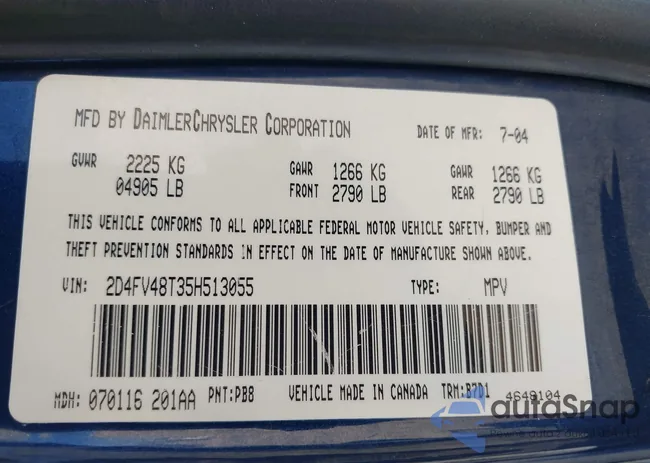 MFD BY DAIMLERCHRYSLER CORPORATION DATE OF MFR: 7-04
GVWR 2225 KG GAWR 1266 KG GAWR 1266 KG
04905 LB FRONT 2790 LB REAR 2790 LB
THIS VEHICLE CONFORMS TO ALL APPLICABLE FEDERAL MOTOR VEHICLE SAFETY, BUMPER AND
THEFT PREVENTION STANDARDS IN EFFECT ON THE DATE OF MANUFACTURE SHOWN ABOVE.
VIN: 2D4FV48T35H513055 TYPE: MPV
MDH: 070116 201AA PNT:PB8 VEHICLE MADE IN CANADA TRM:B7D1 4648104
autoSnap